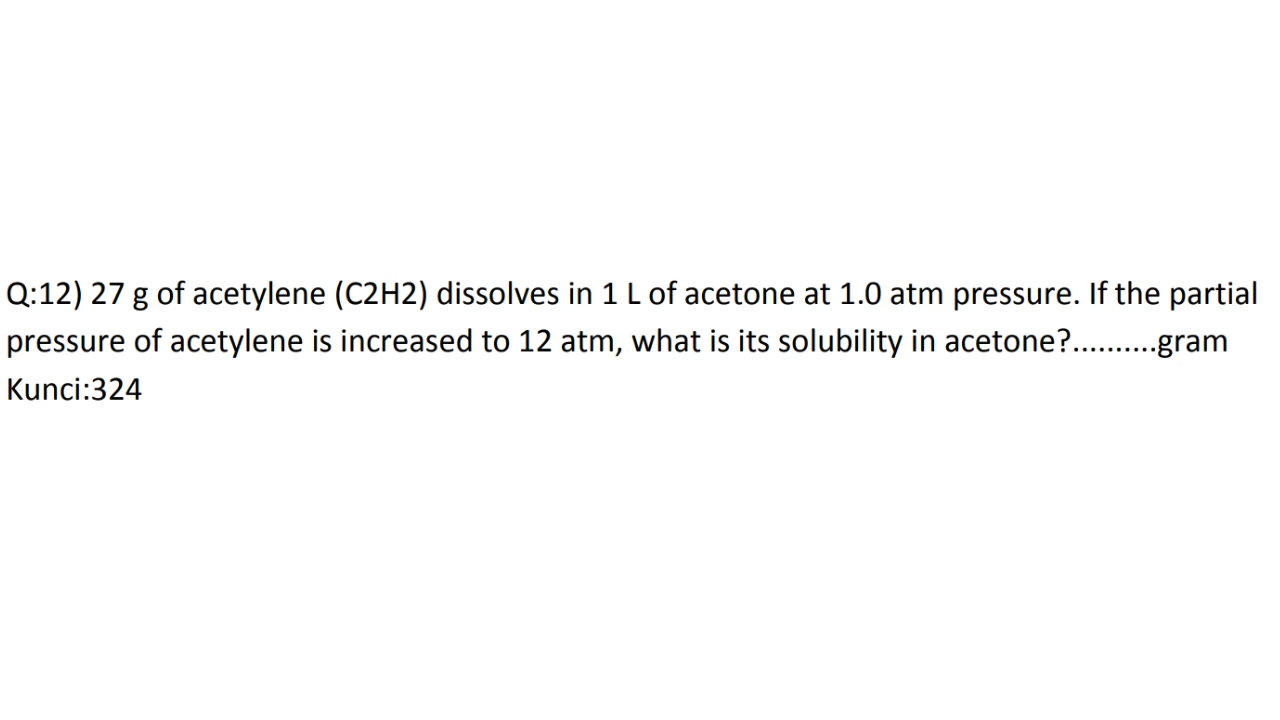 Q:12) 27 g of acetylene (C2H2) dissolves in 1 L of acetone at 1.0 atm pressure. If the partial
pressure of acetylene is increased to 12 atm, what is its solubility in acetone?..........gram
Kunci:324